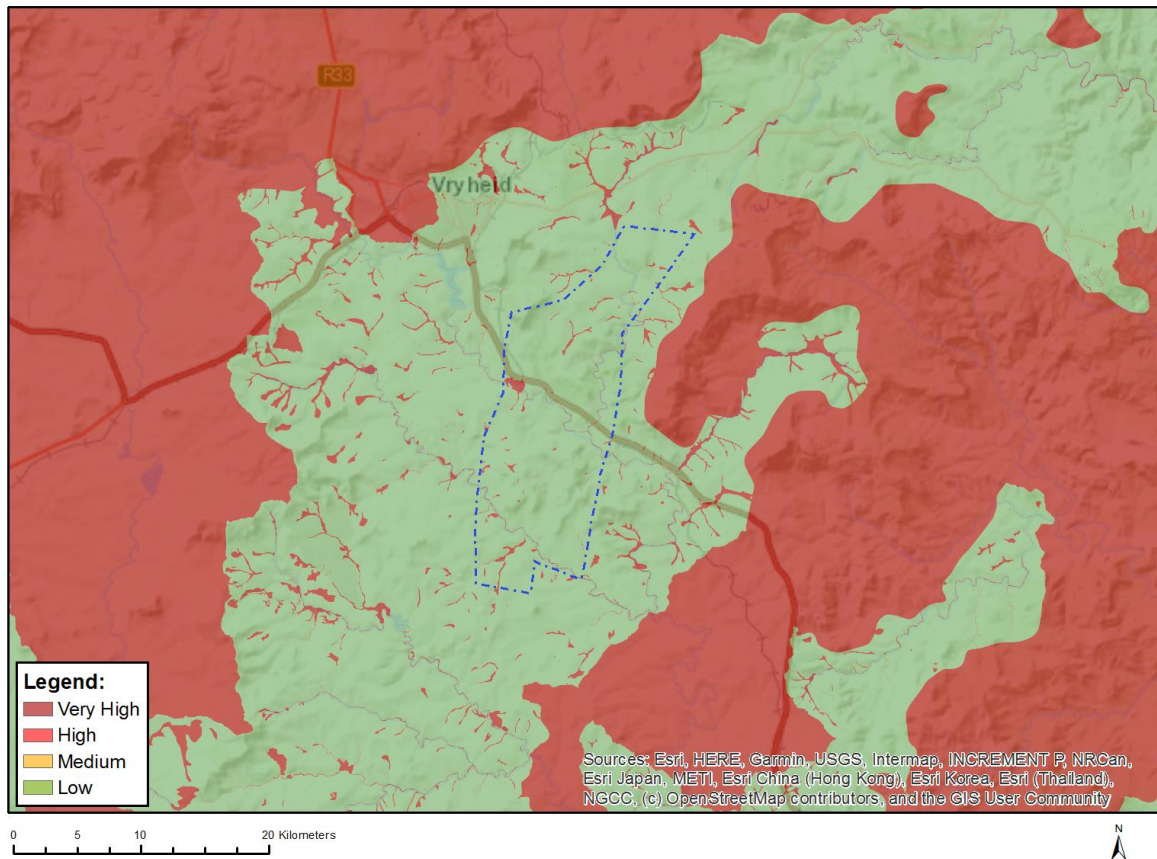 R33
Vryheid
Legend:
Very High
High
Medium
Low
Sources: Esri, HERE, Garmin, USGS, Intermap, INCREMENT P, NRCan,
Esri Japan, METI, Esri China (Hong Kong), Esri Korea, Esri (Thailand),
NGCC, (c) OpenStreetMap contributors, and the GIS User Community
0 5 10 20 Kilometers
N